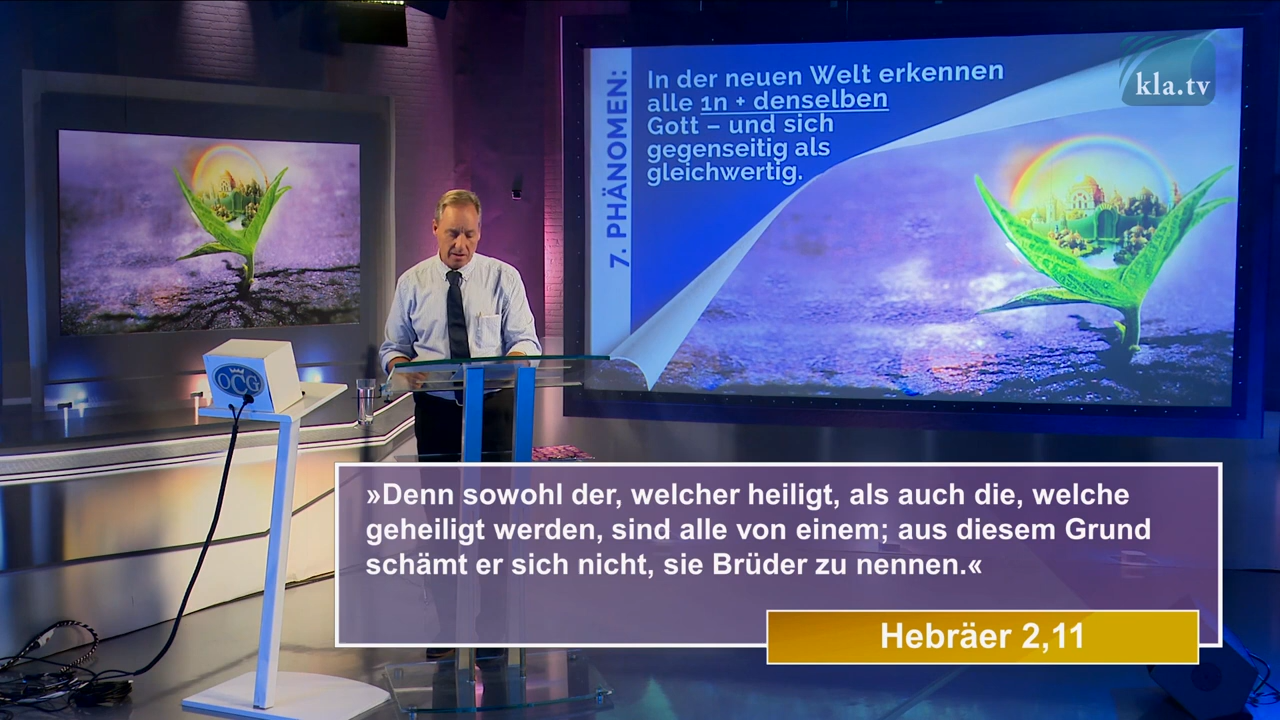 7. PHÄNOMEN:
In der neuen Welt erkennen
alle 1n + denselben
Gott – und sich
gegenseitig als
gleichwertig.
kla.tv
OCG
»Denn sowohl der, welcher heiligt, als auch die, welche
geheiligt werden, sind alle von einem; aus diesem Grund
schämt er sich nicht, sie Brüder zu nennen.«
Hebräer 2,11